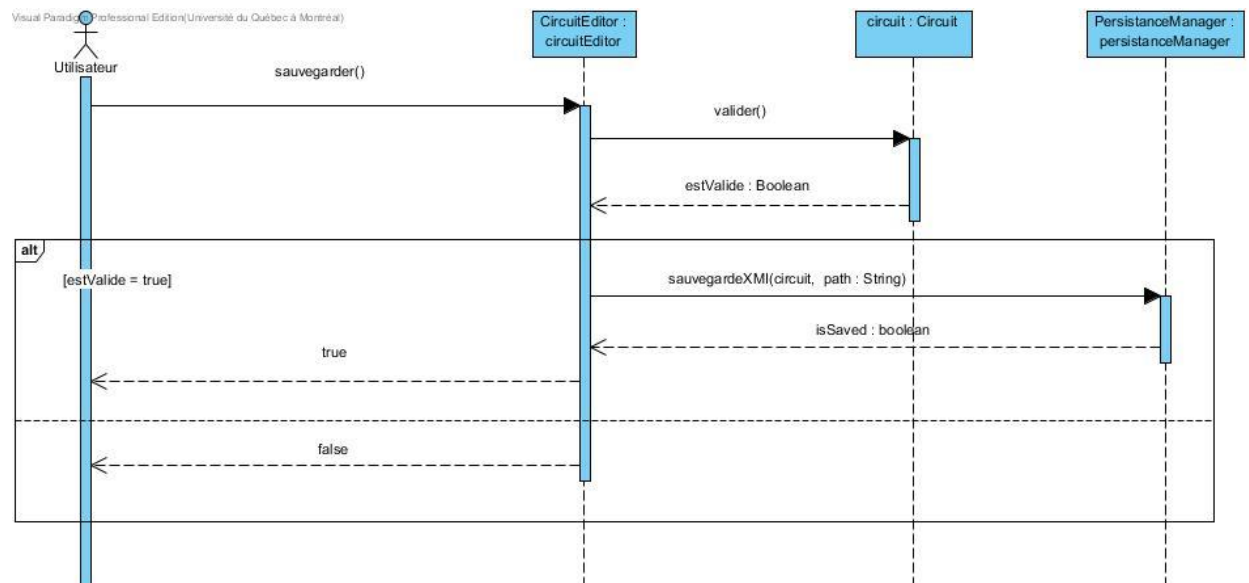 Visual Paradigm Professional Edition(Université du Québec à Montréal)
Utilisateur
CircuitEditor :
circuitEditor
circuit : Circuit
PersistanceManager :
persistanceManager
sauvegarder()
valider()
estValide : Boolean
alt
[estValide = true]
sauvegardeXMI(circuit, path : String)
isSaved : boolean
true
false